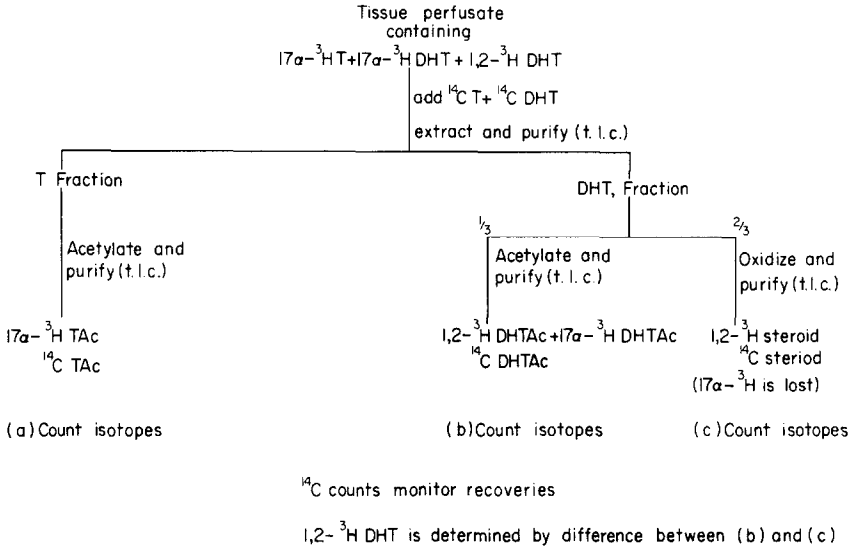 Tissue perfusate
containing
17α-³HT+17α-³H DHT + 1,2-³H DHT
add ¹⁴C T+ ¹⁴C DHT
extract and purify (t. l. c.)
T Fraction
DHT, Fraction
1/3
2/3
Acetylate and
purify (t. l. c.)
Acetylate and
purify (t. l. c.)
Oxidize and
purify (t. l. c.)
17α-³H TAc
¹⁴C TAc
1,2-³H DHTAc+17α-³H DHTAc
¹⁴C DHTAc
1,2-³H steroid
¹⁴C steriod
(17α-³H is lost)
(a) Count isotopes
(b) Count isotopes
(c) Count isotopes
¹⁴C counts monitor recoveries
1,2-³H DHT is determined by difference between (b) and (c)